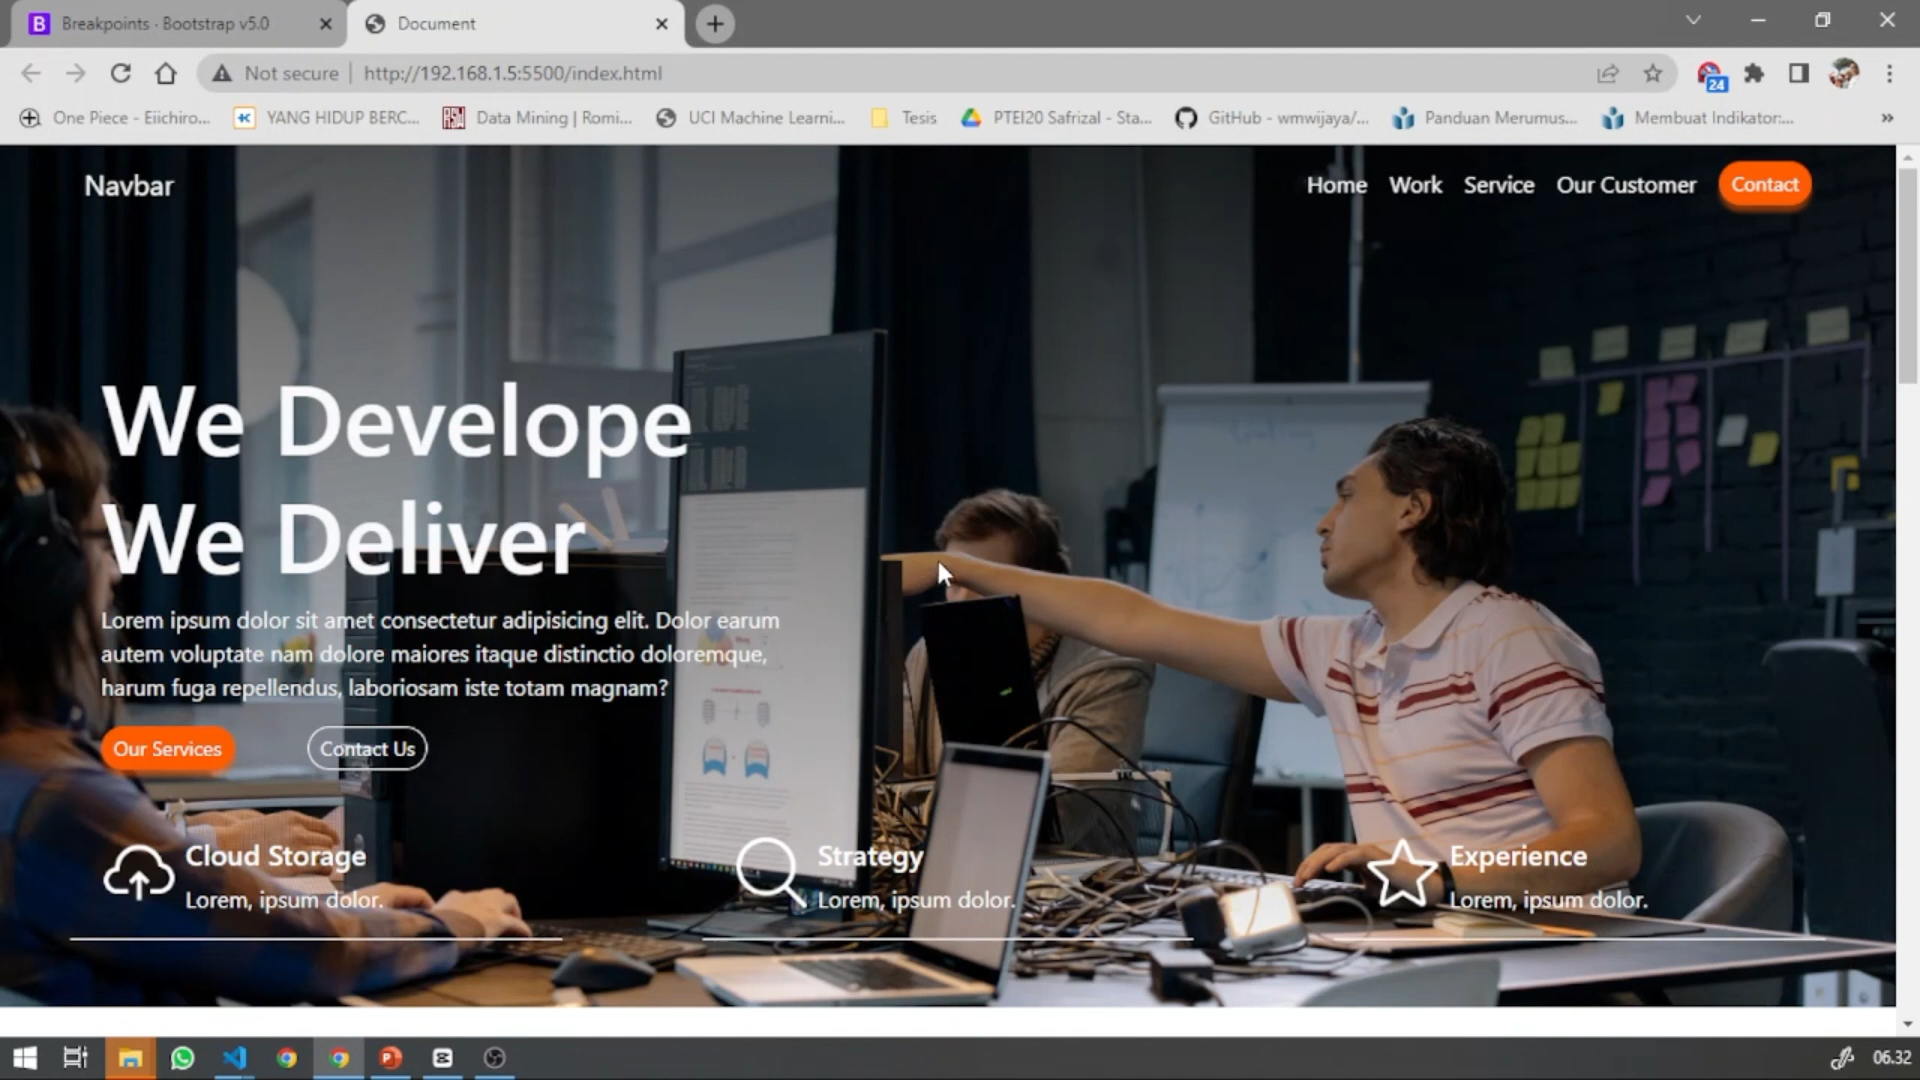 Breakpoints · Bootstrap v5.0
Document
Not secure
http://192.168.1.5:5500/index.html
24
One Piece - Eiichiro...
YANG HIDUP BERC...
Data Mining | Romi...
UCI Machine Learni...
Tesis
PTEI20 Safrizal - Sta...
GitHub - wmwijaya/...
Panduan Merumus...
Membuat Indikator:...
»
Navbar
Home
Work
Service
Our Customer
Contact
We Develope
We Deliver
Lorem ipsum dolor sit amet consectetur adipisicing elit. Dolor earum
autem voluptate nam dolore maiores itaque distinctio doloremque,
harum fuga repellendus, laboriosam iste totam magnam?
Our Services
Contact Us
Cloud Storage
Lorem, ipsum dolor.
Strategy
Lorem, ipsum dolor.
Experience
Lorem, ipsum dolor.
06.32